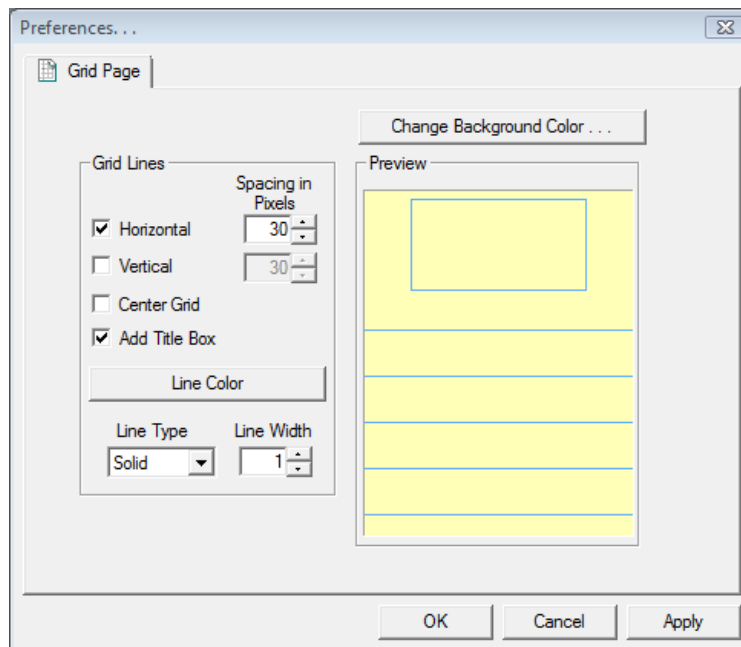 Preferences. . .
Grid Page
Change Background Color . . .
Grid Lines
Spacing in
Pixels
Horizontal
30
Vertical
30
Center Grid
Add Title Box
Line Color
Line Type
Line Width
Solid
1
Preview
OK
Cancel
Apply